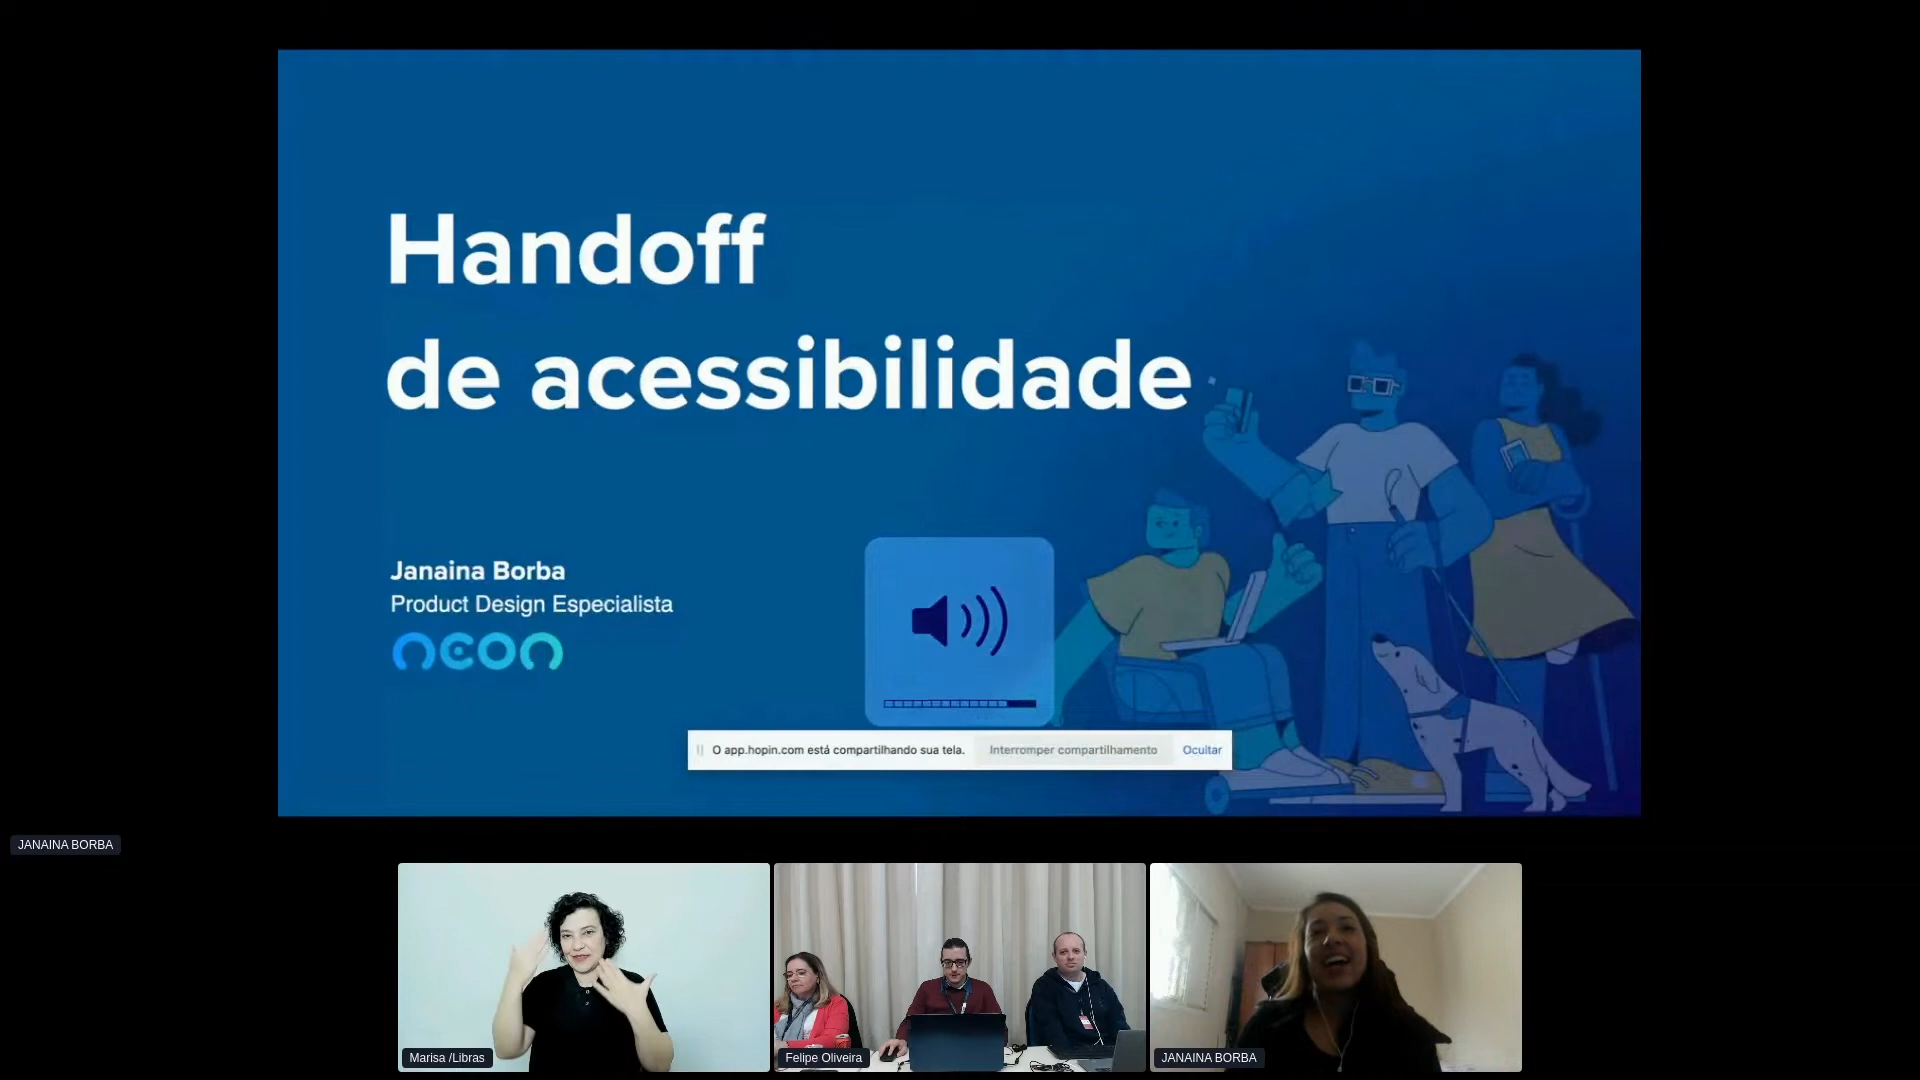 Handoff
de acessibilidade
Janaina Borba
Product Design Especialista
neon
O app.hopin.com está compartilhando sua tela.
Interromper compartilhamento
Ocultar
JANAINA BORBA
Marisa /Libras
Felipe Oliveira
JANAINA BORBA